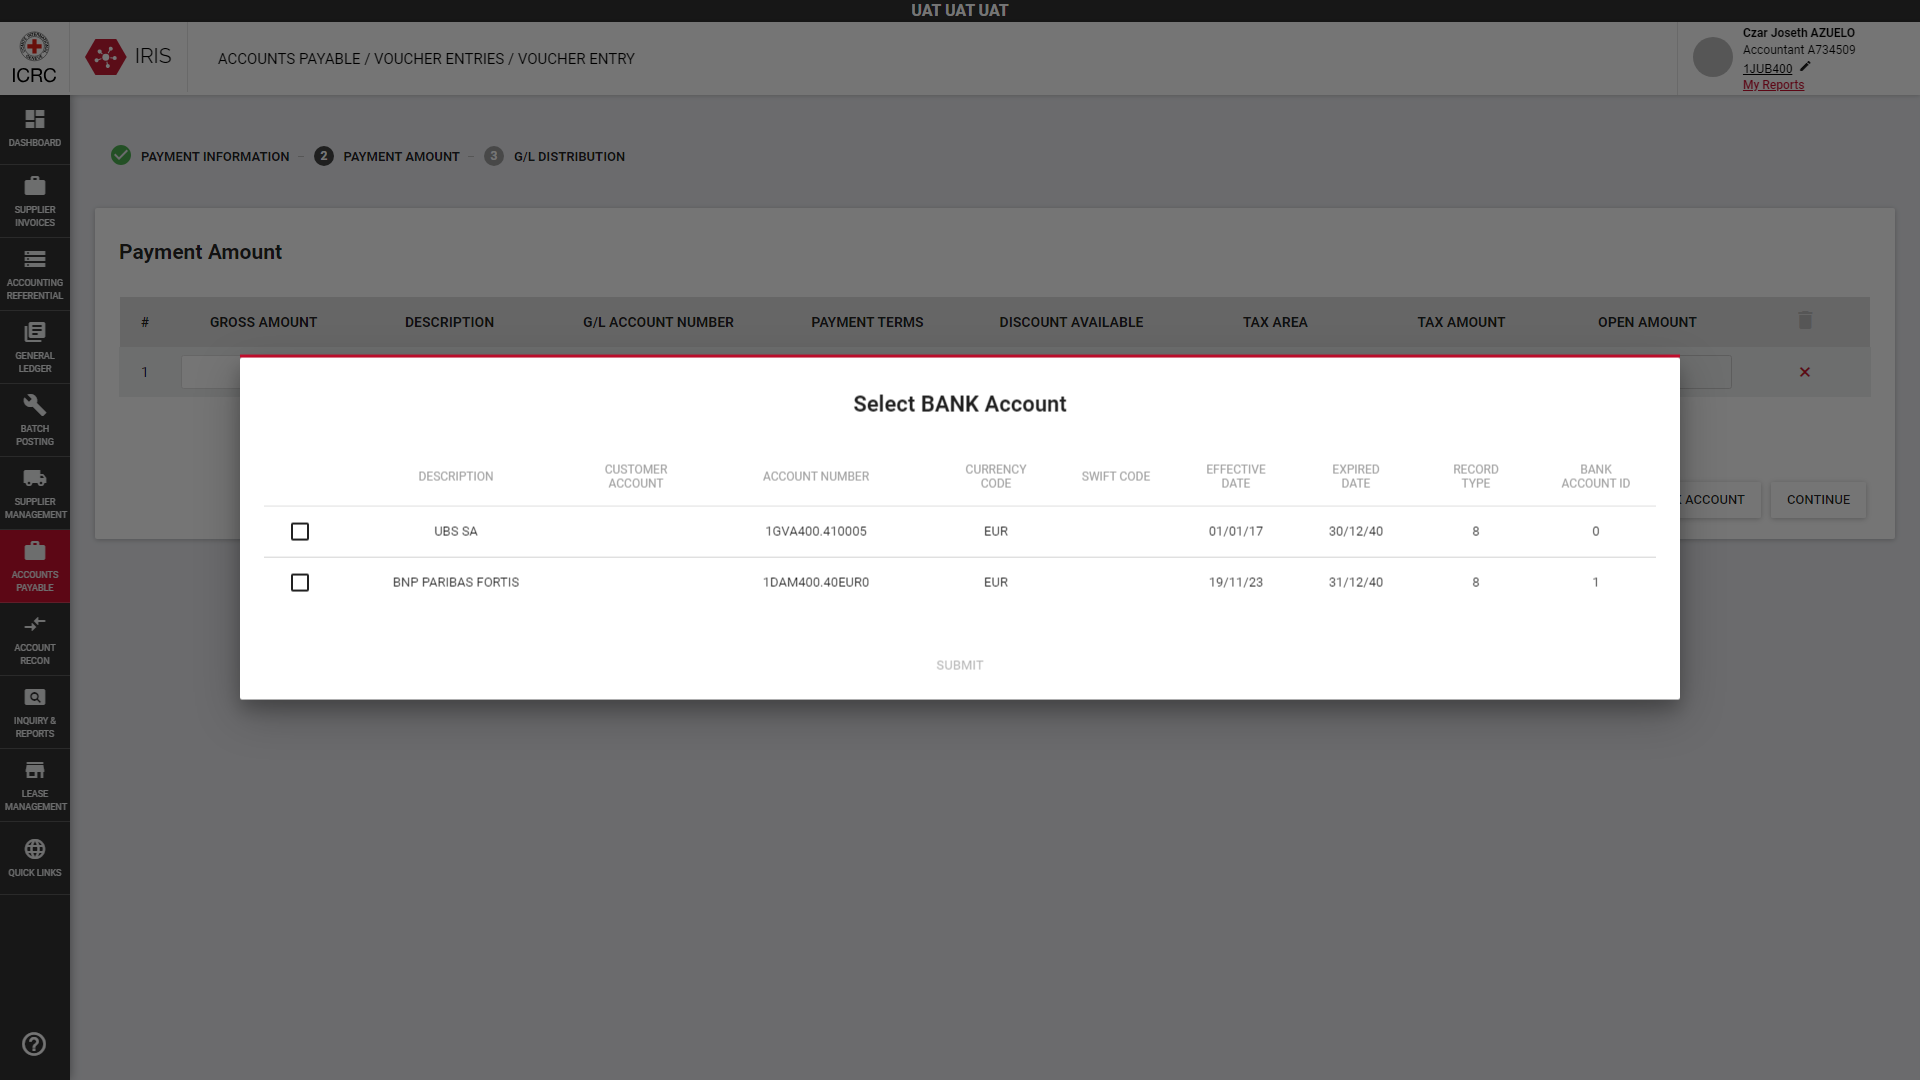 UAT UAT UAT
ICRC
IRIS
ACCOUNTS PAYABLE / VOUCHER ENTRIES / VOUCHER ENTRY
Czar Joseth AZUELO
Accountant A734509
1JUB400
My Reports
DASHBOARD
SUPPLIER
INVOICES
ACCOUNTING
REFERENTIAL
GENERAL
LEDGER
BATCH
POSTING
SUPPLIER
MANAGEMENT
ACCOUNTS
PAYABLE
ACCOUNT
RECON
INQUIRY &
REPORTS
LEASE
MANAGEMENT
QUICK LINKS
PAYMENT INFORMATION – 2 PAYMENT AMOUNT – 3 G/L DISTRIBUTION
Payment Amount
# GROSS AMOUNT DESCRIPTION G/L ACCOUNT NUMBER PAYMENT TERMS DISCOUNT AVAILABLE TAX AREA TAX AMOUNT OPEN AMOUNT
1
ACCOUNT CONTINUE
Select BANK Account
DESCRIPTION CUSTOMER ACCOUNT ACCOUNT NUMBER CURRENCY CODE SWIFT CODE EFFECTIVE DATE EXPIRED DATE RECORD TYPE BANK ACCOUNT ID
UBS SA 1GVA400.410005 EUR 01/01/17 30/12/40 8 0
BNP PARIBAS FORTIS 1DAM400.40EUR0 EUR 19/11/23 31/12/40 8 1
SUBMIT